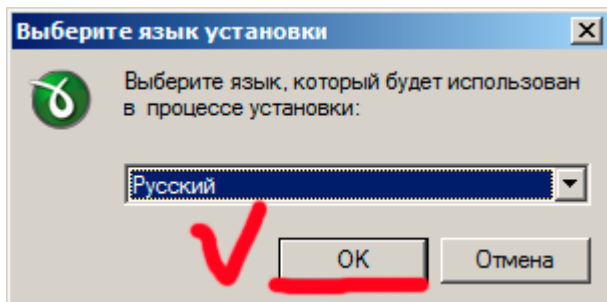 Выберите язык установки
Выберите язык, который будет использован
в процессе установки:
Русский
OK
Отмена